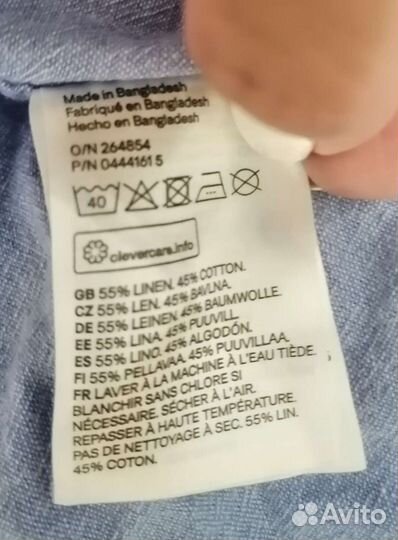 Made in Bangladesh
Fabriqué en Bangladesh
Hecho en Bangladesh
O/N 264854
P/N 0444161 5
40
clevercare.info
GB 55% LINEN. 45% COTTON.
CZ 55% LEN. 45% BAVLNA.
DE 55% LEINEN. 45% BAUMWOLLE.
EE 55% LINA. 45% PUUVILL.
ES 55% LINO. 45% ALGODÓN.
FI 55% PELLAVAA. 45% PUUVILLAA.
FR LAVER À LA MACHINE À L'EAU TIÈDE.
BLANCHIR SANS CHLORE SI
NÉCESSAIRE. SÉCHER À L'AIR.
REPASSER À HAUTE TEMPÉRATURE.
PAS DE NETTOYAGE À SEC. 55% LIN.
45% COTON.
Avito